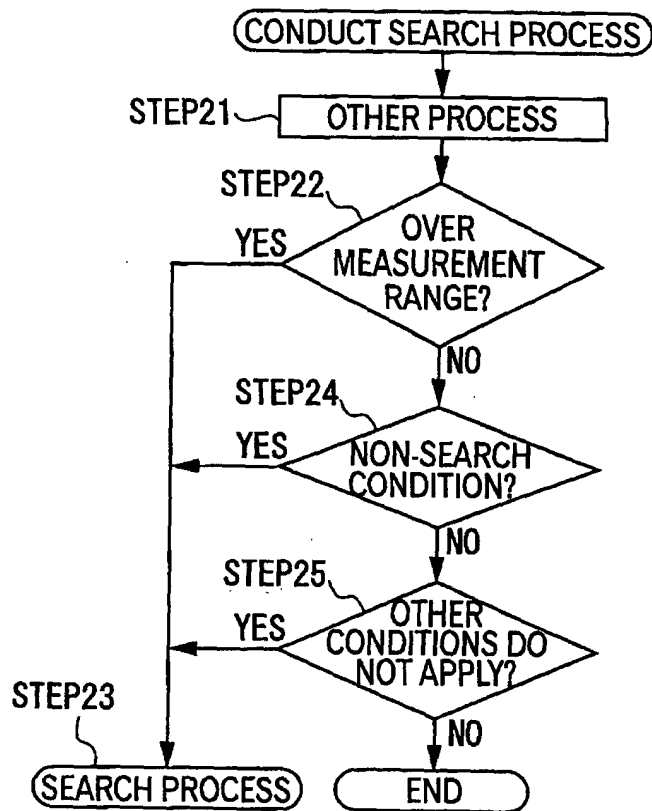 CONDUCT SEARCH PROCESS
STEP21
OTHER PROCESS
STEP22
YES
OVER
MEASUREMENT
RANGE?
NO
STEP24
YES
NON-SEARCH
CONDITION?
NO
STEP25
YES
OTHER
CONDITIONS DO
NOT APPLY?
NO
STEP23
SEARCH PROCESS
END